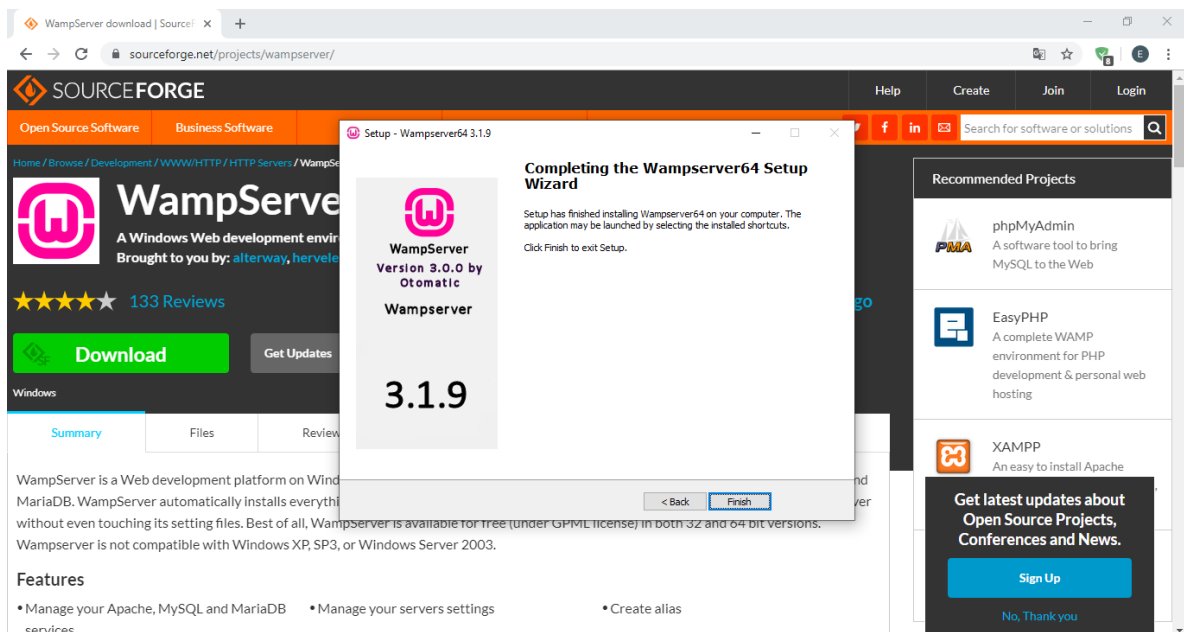 WampServer download | Source
sourceforge.net/projects/wampserver/
8
E
SOURCEFORGE
Help
Create
Join
Login
Open Source Software
Business Software
f
in
Search for software or solutions
Home / Browse / Development / WWW/HTTP / HTTP Servers / WampSe
WampServe
A Windows Web development envir
Brought to you by: alterway, hervele
133 Reviews
go
Download
SF
Get Updates
Windows
Summary
Files
Review
Setup - Wampserver64 3.1.9
Completing the Wampserver64 Setup
Wizard
Setup has finished installing Wampserver64 on your computer. The
application may be launched by selecting the installed shortcuts.
Click Finish to exit Setup.
WampServer
Version 3.0.0 by
Otomatic
Wampserver
3.1.9
< Back
Finish
WampServer is a Web development platform on Wind
nd
MariaDB. WampServer automatically installs everythi
ver
without even touching its setting files. Best of all, WampServer is available for free (under GPML license) in both 32 and 64 bit versions.
Wampserver is not compatible with Windows XP, SP3, or Windows Server 2003.
Features
• Manage your Apache, MySQL and MariaDB
services
• Manage your servers settings
• Create alias
Recommended Projects
PMA
phpMyAdmin
A software tool to bring
MySQL to the Web
EasyPHP
A complete WAMP
environment for PHP
development & personal web
hosting
XAMPP
An easy to install Apache
Get latest updates about
Open Source Projects,
Conferences and News.
Sign Up
No, Thank you